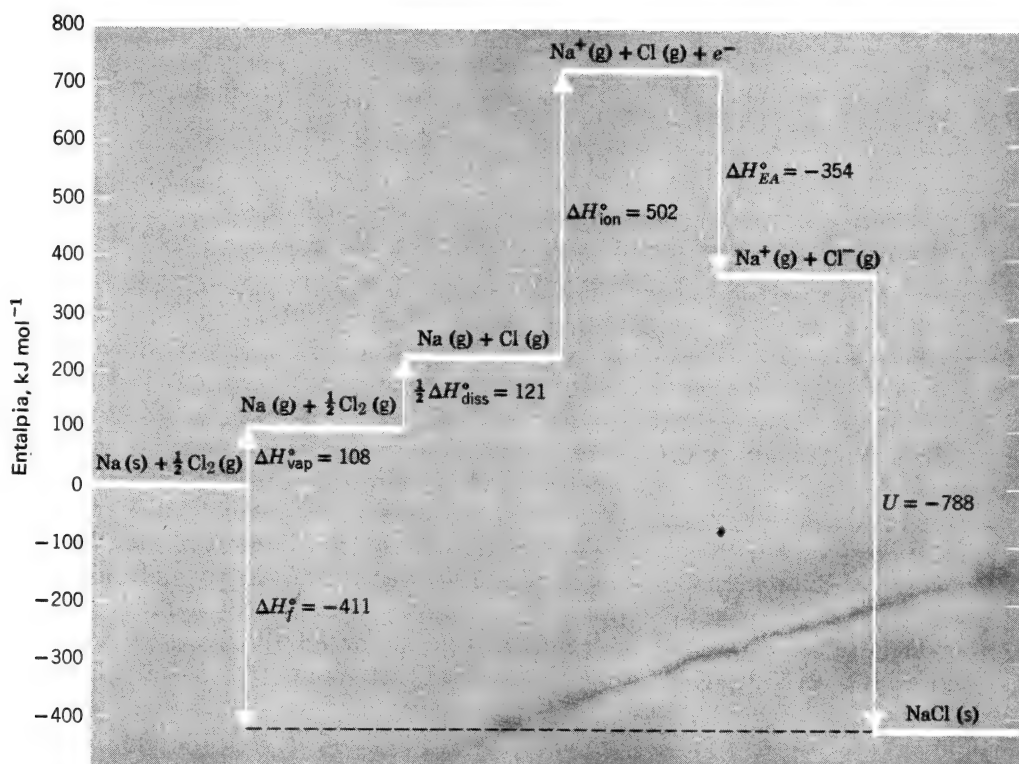 800
700
600
500
400
300
200
100
0
−100
−200
−300
−400
Entalpia, kJ mol⁻¹
Na⁺(g) + Cl (g) + e⁻
ΔH°EA = −354
ΔH°ion = 502
Na⁺(g) + Cl⁻(g)
Na (g) + Cl (g)
½ ΔH°diss = 121
Na (g) + ½ Cl₂ (g)
ΔH°vap = 108
Na (s) + ½ Cl₂ (g)
U = −788
ΔH°f = −411
NaCl (s)